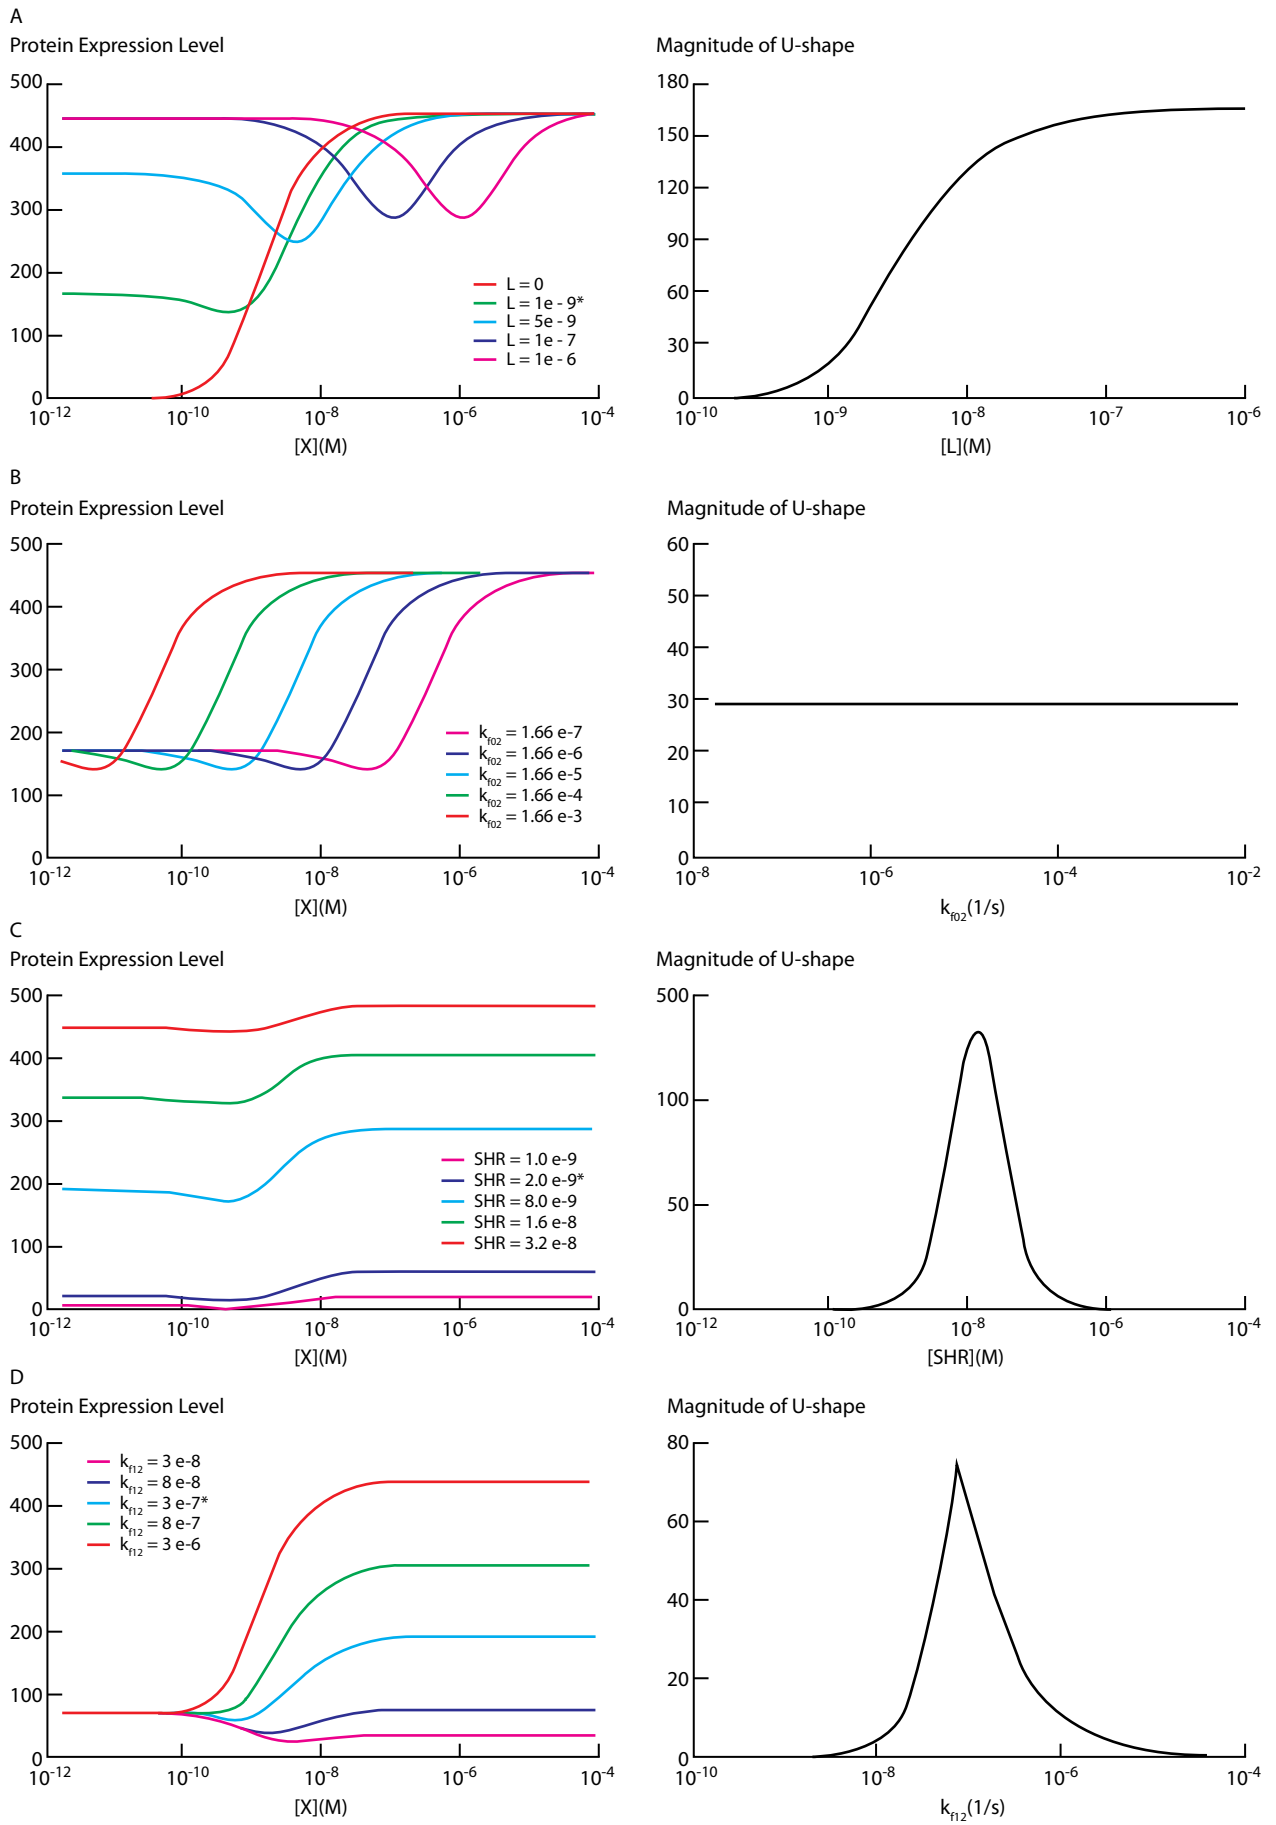 A
Protein Expression Level
500
400
300
200
100
0
10-12
10-10
10-8
10-6
10-4
[X](M)
L = 0
L = 1e - 9*
L = 5e - 9
L = 1e - 7
L = 1e - 6
Magnitude of U-shape
180
150
120
90
60
30
0
10-10
10-9
10-8
10-7
10-6
[L](M)
B
Protein Expression Level
500
400
300
200
100
0
10-12
10-10
10-8
10-6
10-4
[X](M)
kf02 = 1.66 e-7
kf02 = 1.66 e-6
kf02 = 1.66 e-5
kf02 = 1.66 e-4
kf02 = 1.66 e-3
Magnitude of U-shape
60
50
40
30
20
10
0
10-8
10-6
10-4
10-2
kf02(1/s)
C
Protein Expression Level
500
400
300
200
100
0
10-12
10-10
10-8
10-6
10-4
[X](M)
SHR = 1.0 e-9
SHR = 2.0 e-9*
SHR = 8.0 e-9
SHR = 1.6 e-8
SHR = 3.2 e-8
Magnitude of U-shape
500
100
50
0
10-12
10-10
10-8
10-6
10-4
[SHR](M)
D
Protein Expression Level
500
400
300
200
100
0
10-12
10-10
10-8
10-6
10-4
[X](M)
kf12 = 3 e-8
kf12 = 8 e-8
kf12 = 3 e-7*
kf12 = 8 e-7
kf12 = 3 e-6
Magnitude of U-shape
80
60
40
20
0
10-10
10-8
10-6
10-4
kf12(1/s)